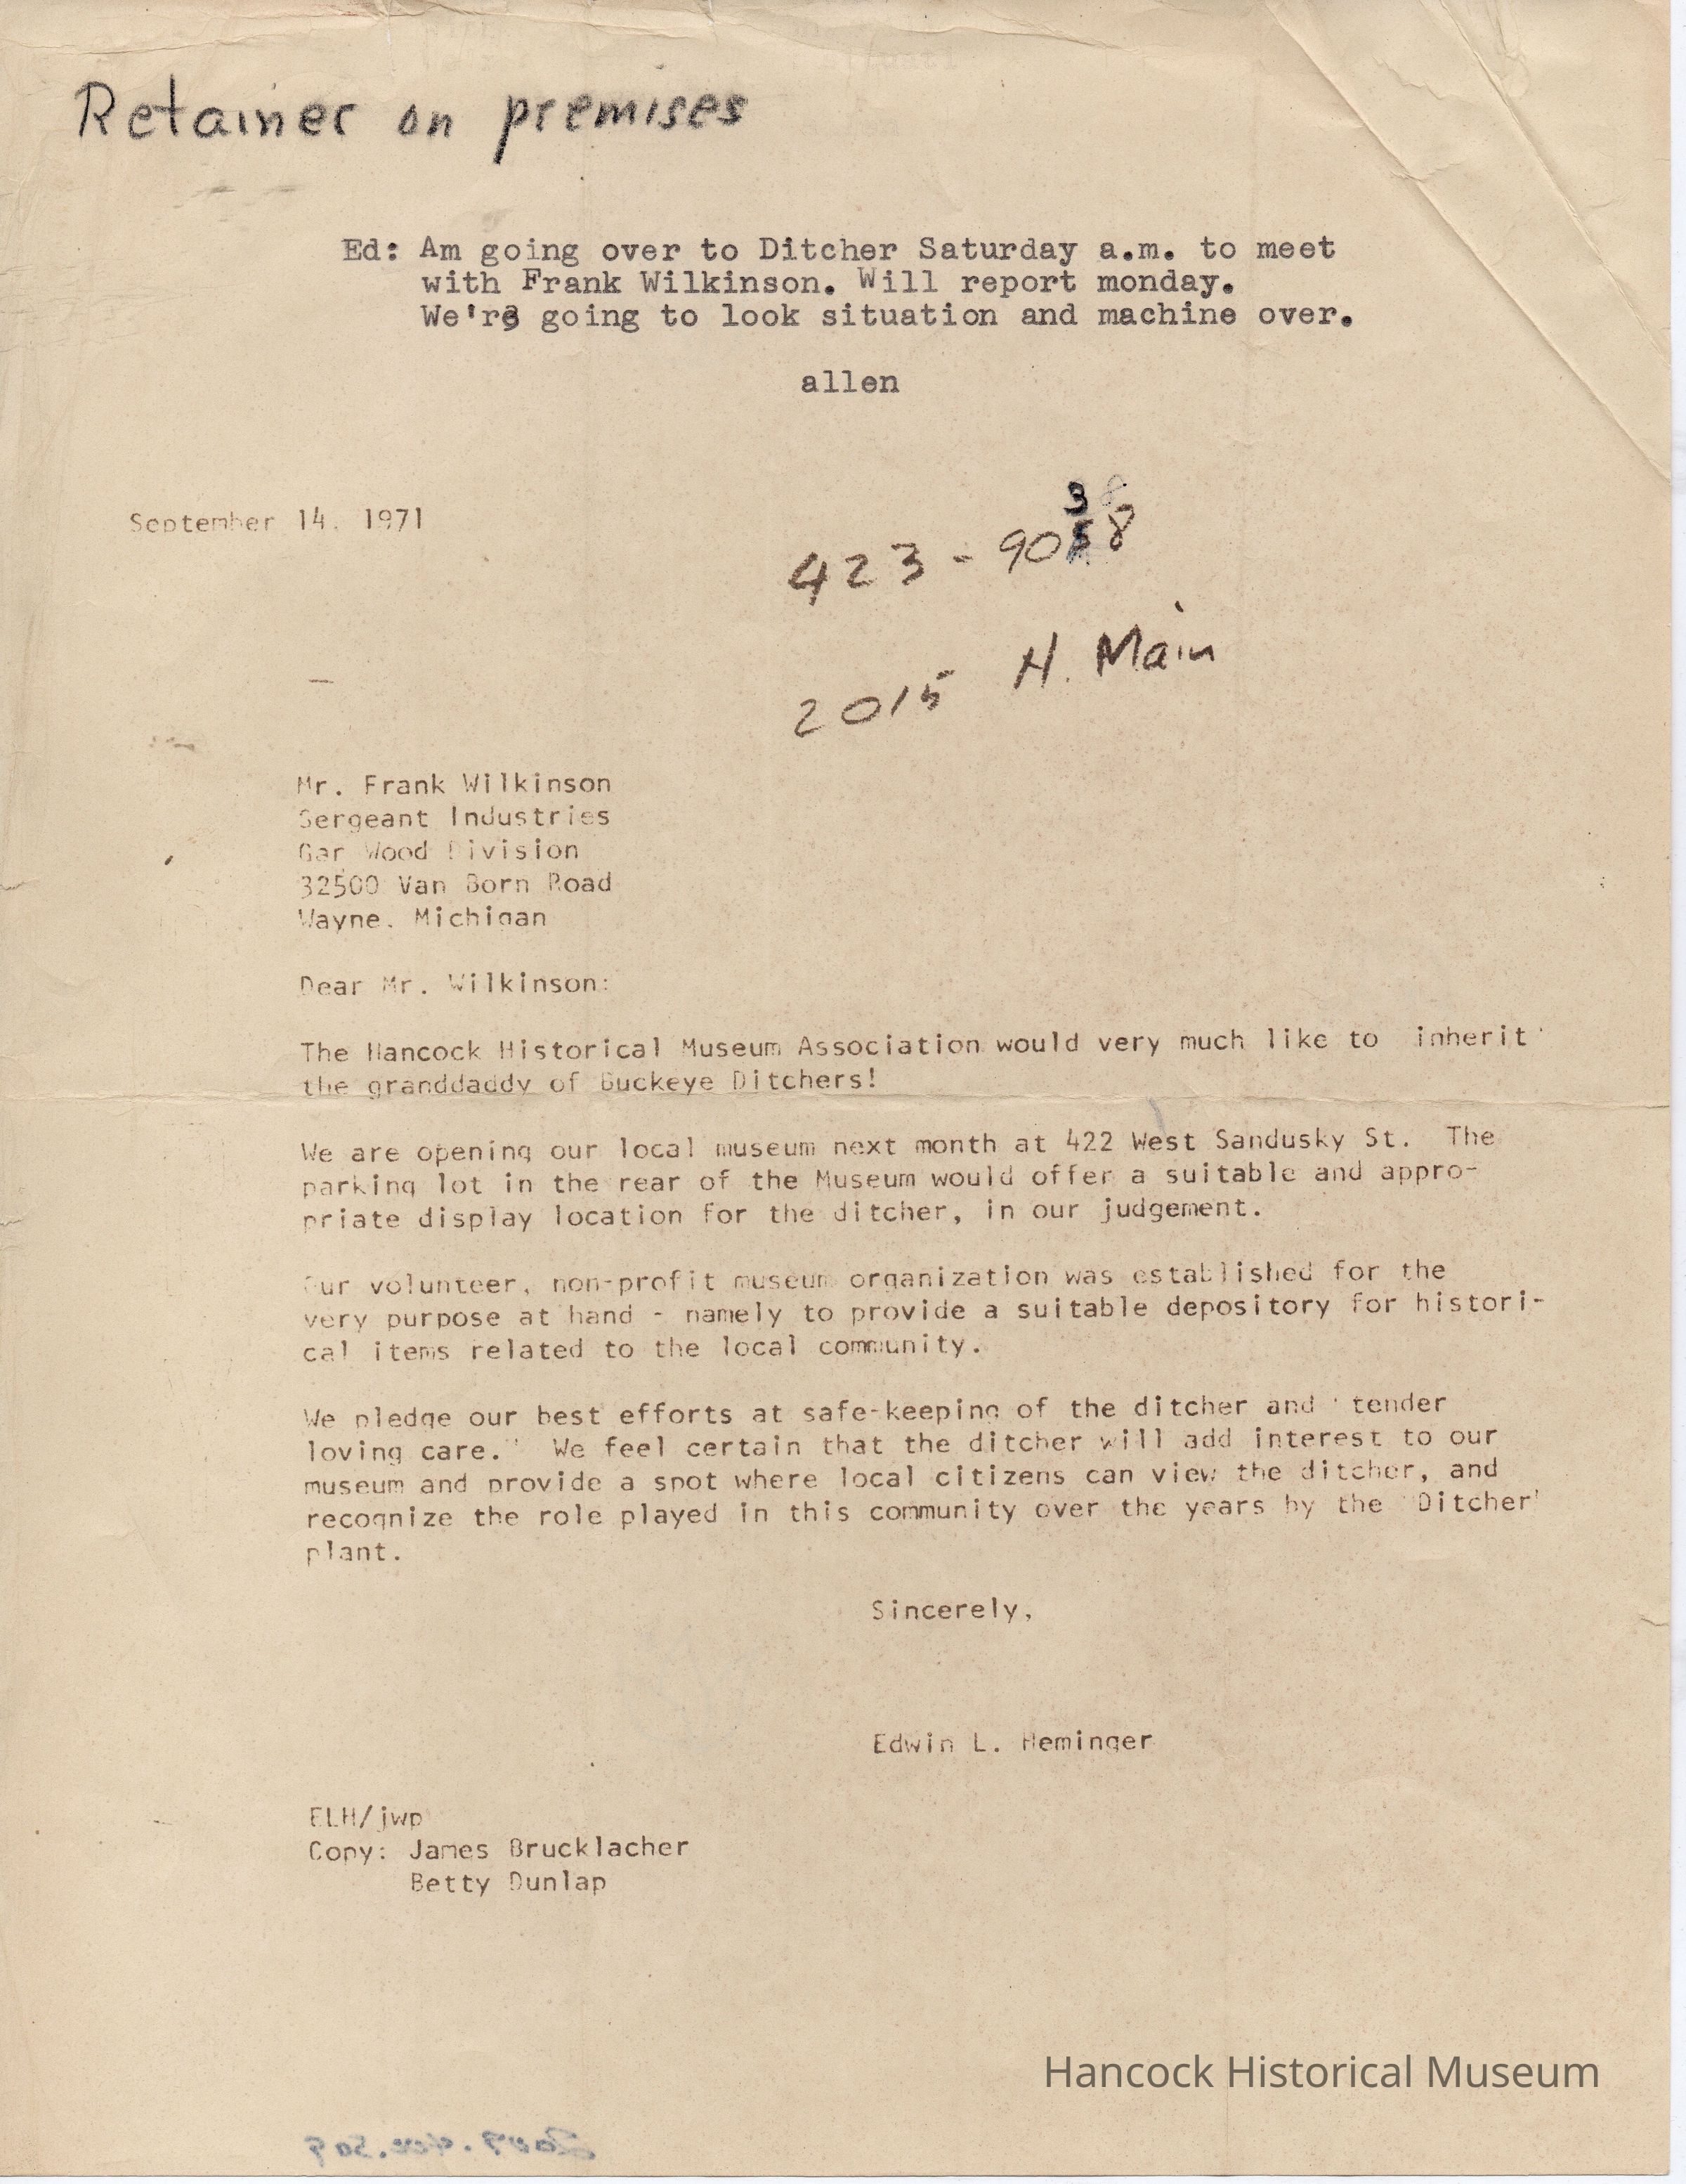 Retainer on premises
Ed: Am going over to Ditcher Saturday a.m. to meet
with Frank Wilkinson. Will report monday.
We're going to look situation and machine over.
allen
September 14, 1971
3 8
423 - 9058
2015 N. Main
Mr. Frank Wilkinson
Sergeant Industries
Gar Wood Division
32500 Van Born Road
Wayne, Michigan
Dear Mr. Wilkinson:
The Hancock Historical Museum Association would very much like to inherit'
the granddaddy of Buckeye Ditchers!
We are opening our local museum next month at 422 West Sandusky St. The
parking lot in the rear of the Museum would offer a suitable and appro-
priate display location for the ditcher, in our judgement.
Our volunteer, non-profit museum organization was established for the
very purpose at hand - namely to provide a suitable depository for histori-
cal items related to the local community.
We pledge our best efforts at safe-keeping of the ditcher and 'tender
loving care." We feel certain that the ditcher will add interest to our
museum and provide a spot where local citizens can view the ditcher, and
recognize the role played in this community over the years by the 'Ditcher'
plant.
Sincerely,
Edwin L. Heminger
ELH/jwp
Copy: James Brucklacher
Betty Dunlap
Hancock Historical Museum